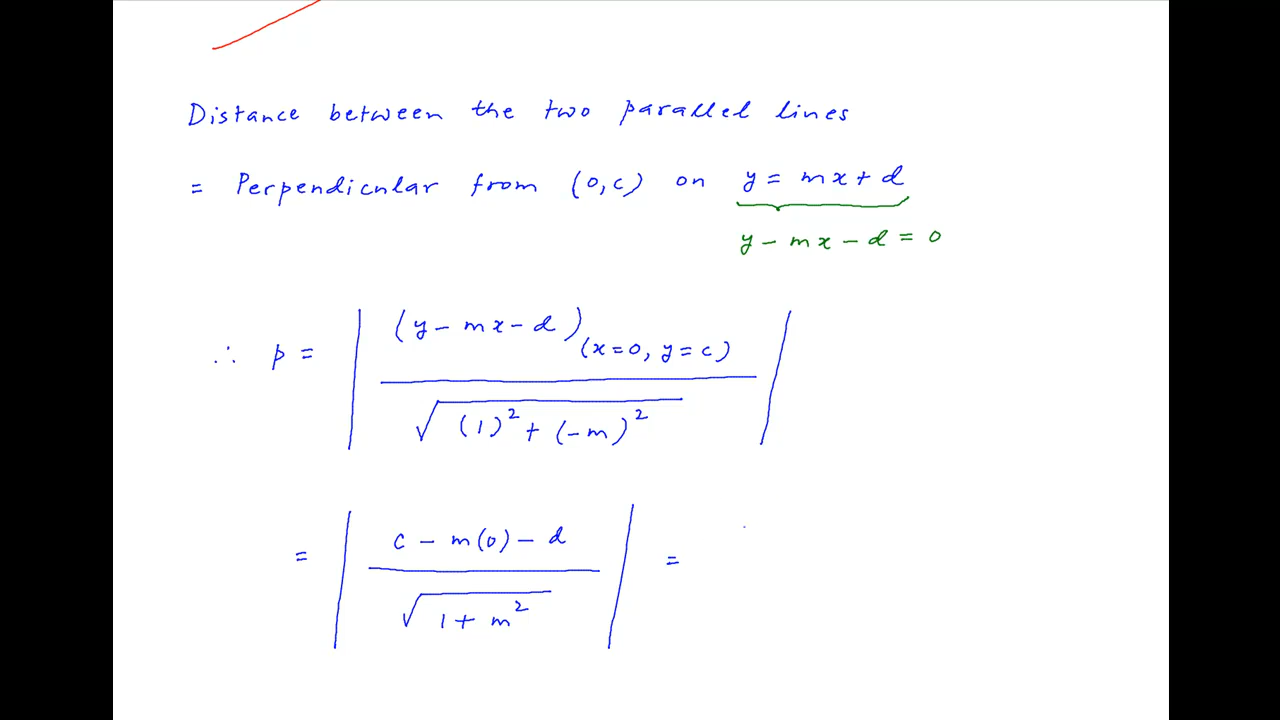 Distance between the two parallel lines
= Perpendicular from (0,c) on y = mx + d
y - mx - d = 0
∴ p = | (y - mx - d)_(x=0, y=c) / √((1)² + (-m)²) |
= | (c - m(0) - d) / √(1 + m²) | =